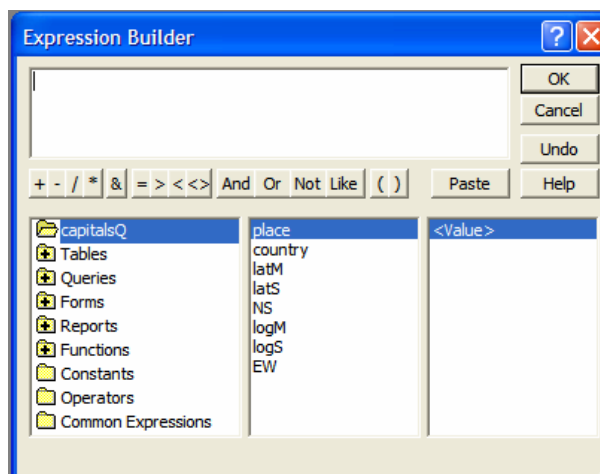 Expression Builder
?
OK
Cancel
Undo
+ - / * & = > < <> And Or Not Like ( ) Paste Help
capitalsQ
Tables
Queries
Forms
Reports
Functions
Constants
Operators
Common Expressions
place
country
latM
latS
NS
logM
logS
EW
<Value>